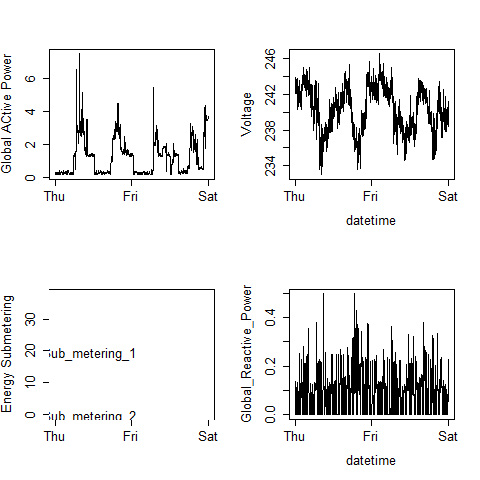 Global ACtive Power
0 2 4 6
Thu Fri Sat
Voltage
234 238 242 246
Thu Fri Sat
datetime
Energy Submetering
0 10 20 30
ub_metering_1
ub_metering_2
Thu Fri Sat
Global_Reactive_Power
0.0 0.2 0.4
Thu Fri Sat
datetime